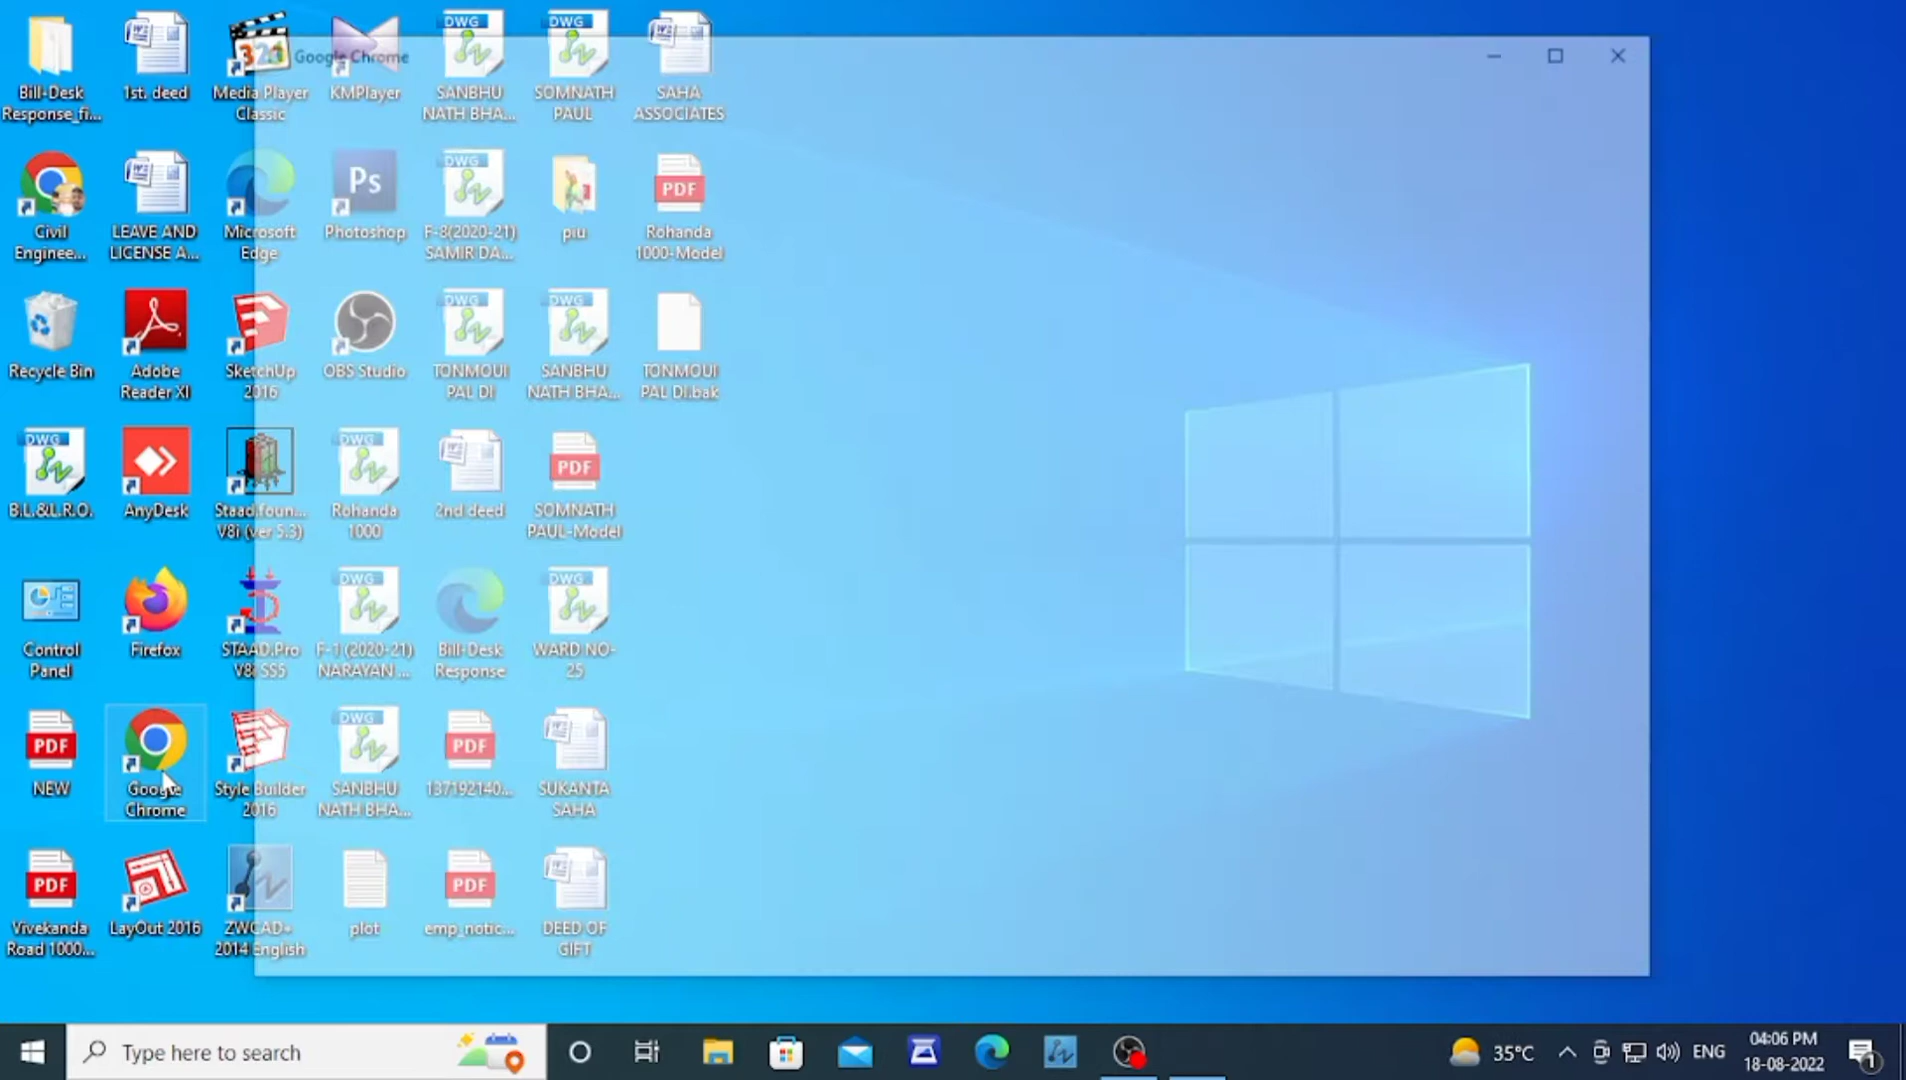 Google Chrome
Bill-Desk
Response_fi...
1st. deed
Media Player
Classic
KMPlayer
DWG
SANBHU
NATH BHA...
DWG
SOMNATH
PAUL
SAHA
ASSOCIATES
Civil
Enginee...
LEAVE AND
LICENSE A...
Microsoft
Edge
Ps
Photoshop
DWG
F-8(2020-21)
SAMIR DA...
piu
PDF
Rohanda
1000-Model
Recycle Bin
Adobe
Reader XI
SketchUp
2016
OBS Studio
DWG
TONMOUI
PAL DI
DWG
SANBHU
NATH BHA...
TONMOUI
PAL DI.bak
DWG
B.L.&L.R.O.
AnyDesk
Staad.foun...
V8i (ver 5.3)
DWG
Rohanda
1000
2nd deed
PDF
SOMNATH
PAUL-Model
Control
Panel
Firefox
STAAD.Pro
V8i SS5
DWG
F-1 (2020-21)
NARAYAN ...
Bill-Desk
Response
DWG
WARD NO-
25
PDF
NEW
Google
Chrome
Style Builder
2016
DWG
SANBHU
NATH BHA...
PDF
137192140...
SUKANTA
SAHA
PDF
Vivekanda
Road 1000...
LayOut 2016
ZWCAD+
2014 English
plot
PDF
emp_notic...
DEED OF
GIFT
Type here to search
35°C
ENG
04:06 PM
18-08-2022
1